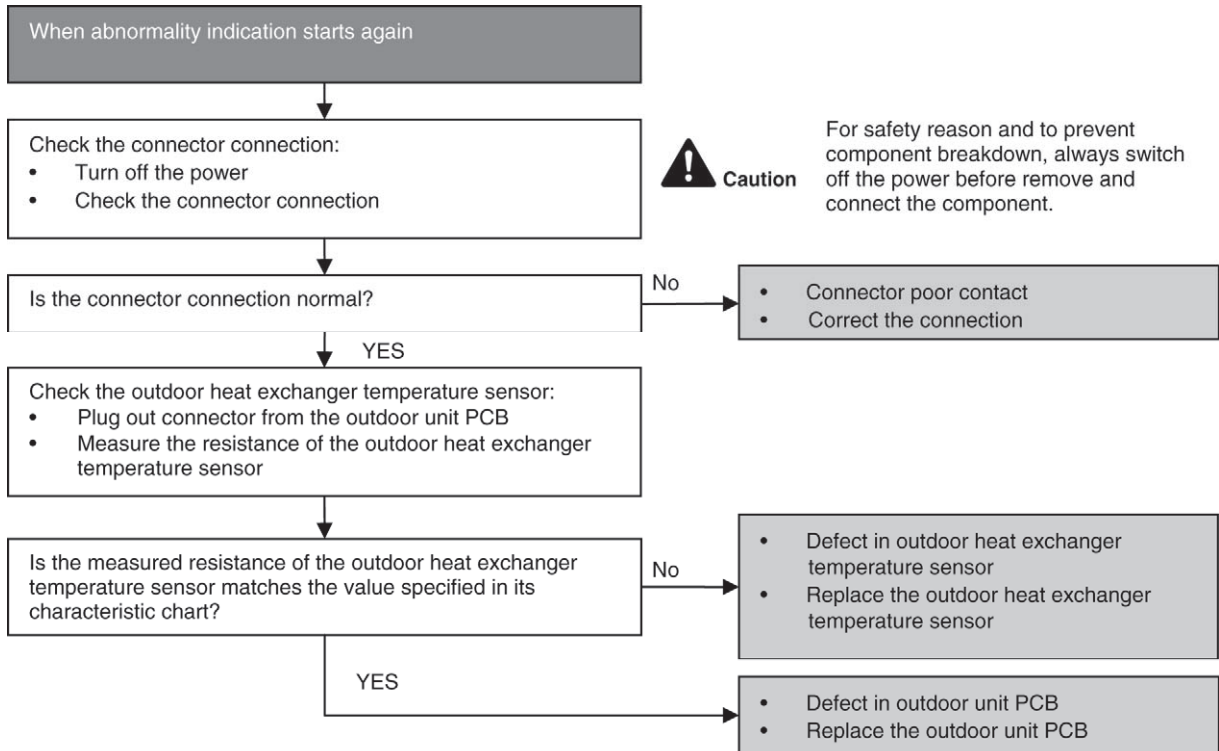 When abnormality indication starts again
Check the connector connection:
• Turn off the power
• Check the connector connection
Caution
For safety reason and to prevent
component breakdown, always switch
off the power before remove and
connect the component.
Is the connector connection normal?
No
• Connector poor contact
• Correct the connection
YES
Check the outdoor heat exchanger temperature sensor:
• Plug out connector from the outdoor unit PCB
• Measure the resistance of the outdoor heat exchanger
temperature sensor
Is the measured resistance of the outdoor heat exchanger
temperature sensor matches the value specified in its
characteristic chart?
No
• Defect in outdoor heat exchanger
temperature sensor
• Replace the outdoor heat exchanger
temperature sensor
YES
• Defect in outdoor unit PCB
• Replace the outdoor unit PCB